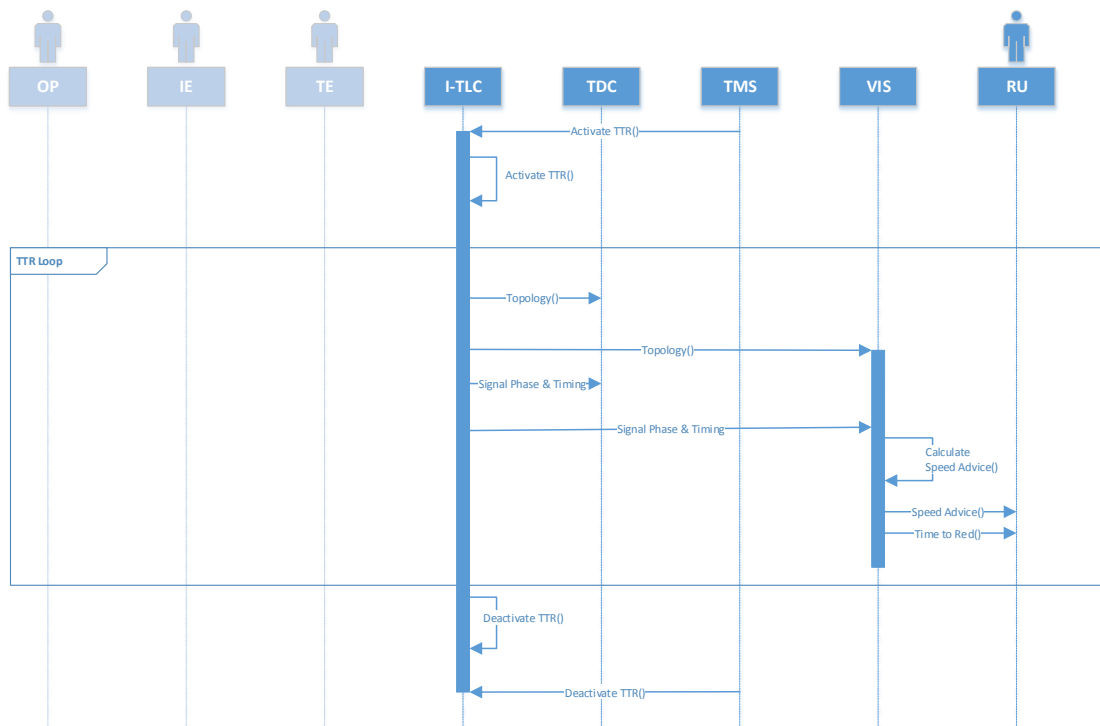 OP
IE
TE
I-TLC
TDC
TMS
VIS
RU
Activate TTR()
Activate TTR()
TTR Loop
Topology()
Topology()
Signal Phase & Timing
Signal Phase & Timing
Calculate
Speed Advice()
Speed Advice()
Time to Red()
Deactivate TTR()
Deactivate TTR()